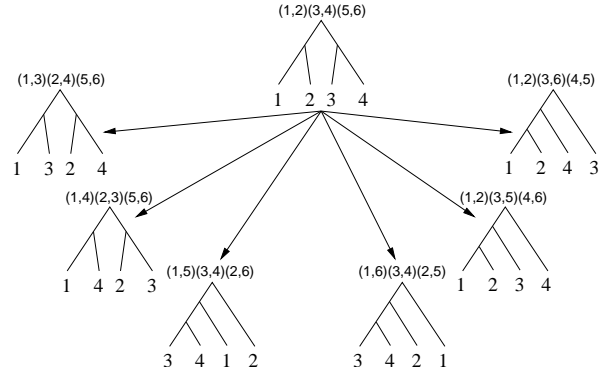 (1,2)(3,4)(5,6)
1 2 3 4
(1,3)(2,4)(5,6)
1 3 2 4
(1,2)(3,6)(4,5)
1 2 4 3
(1,4)(2,3)(5,6)
1 4 2 3
(1,2)(3,5)(4,6)
1 2 3 4
(1,5)(3,4)(2,6)
3 4 1 2
(1,6)(3,4)(2,5)
3 4 2 1